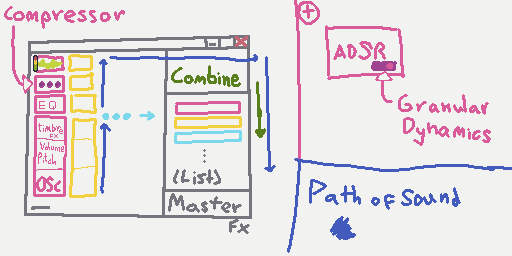 Compressor
Combine
EQ
timbre
FX
Volume
Pitch
OSC
(List)
Master
FX
ADSR
Granular
Dynamics
Path of Sound